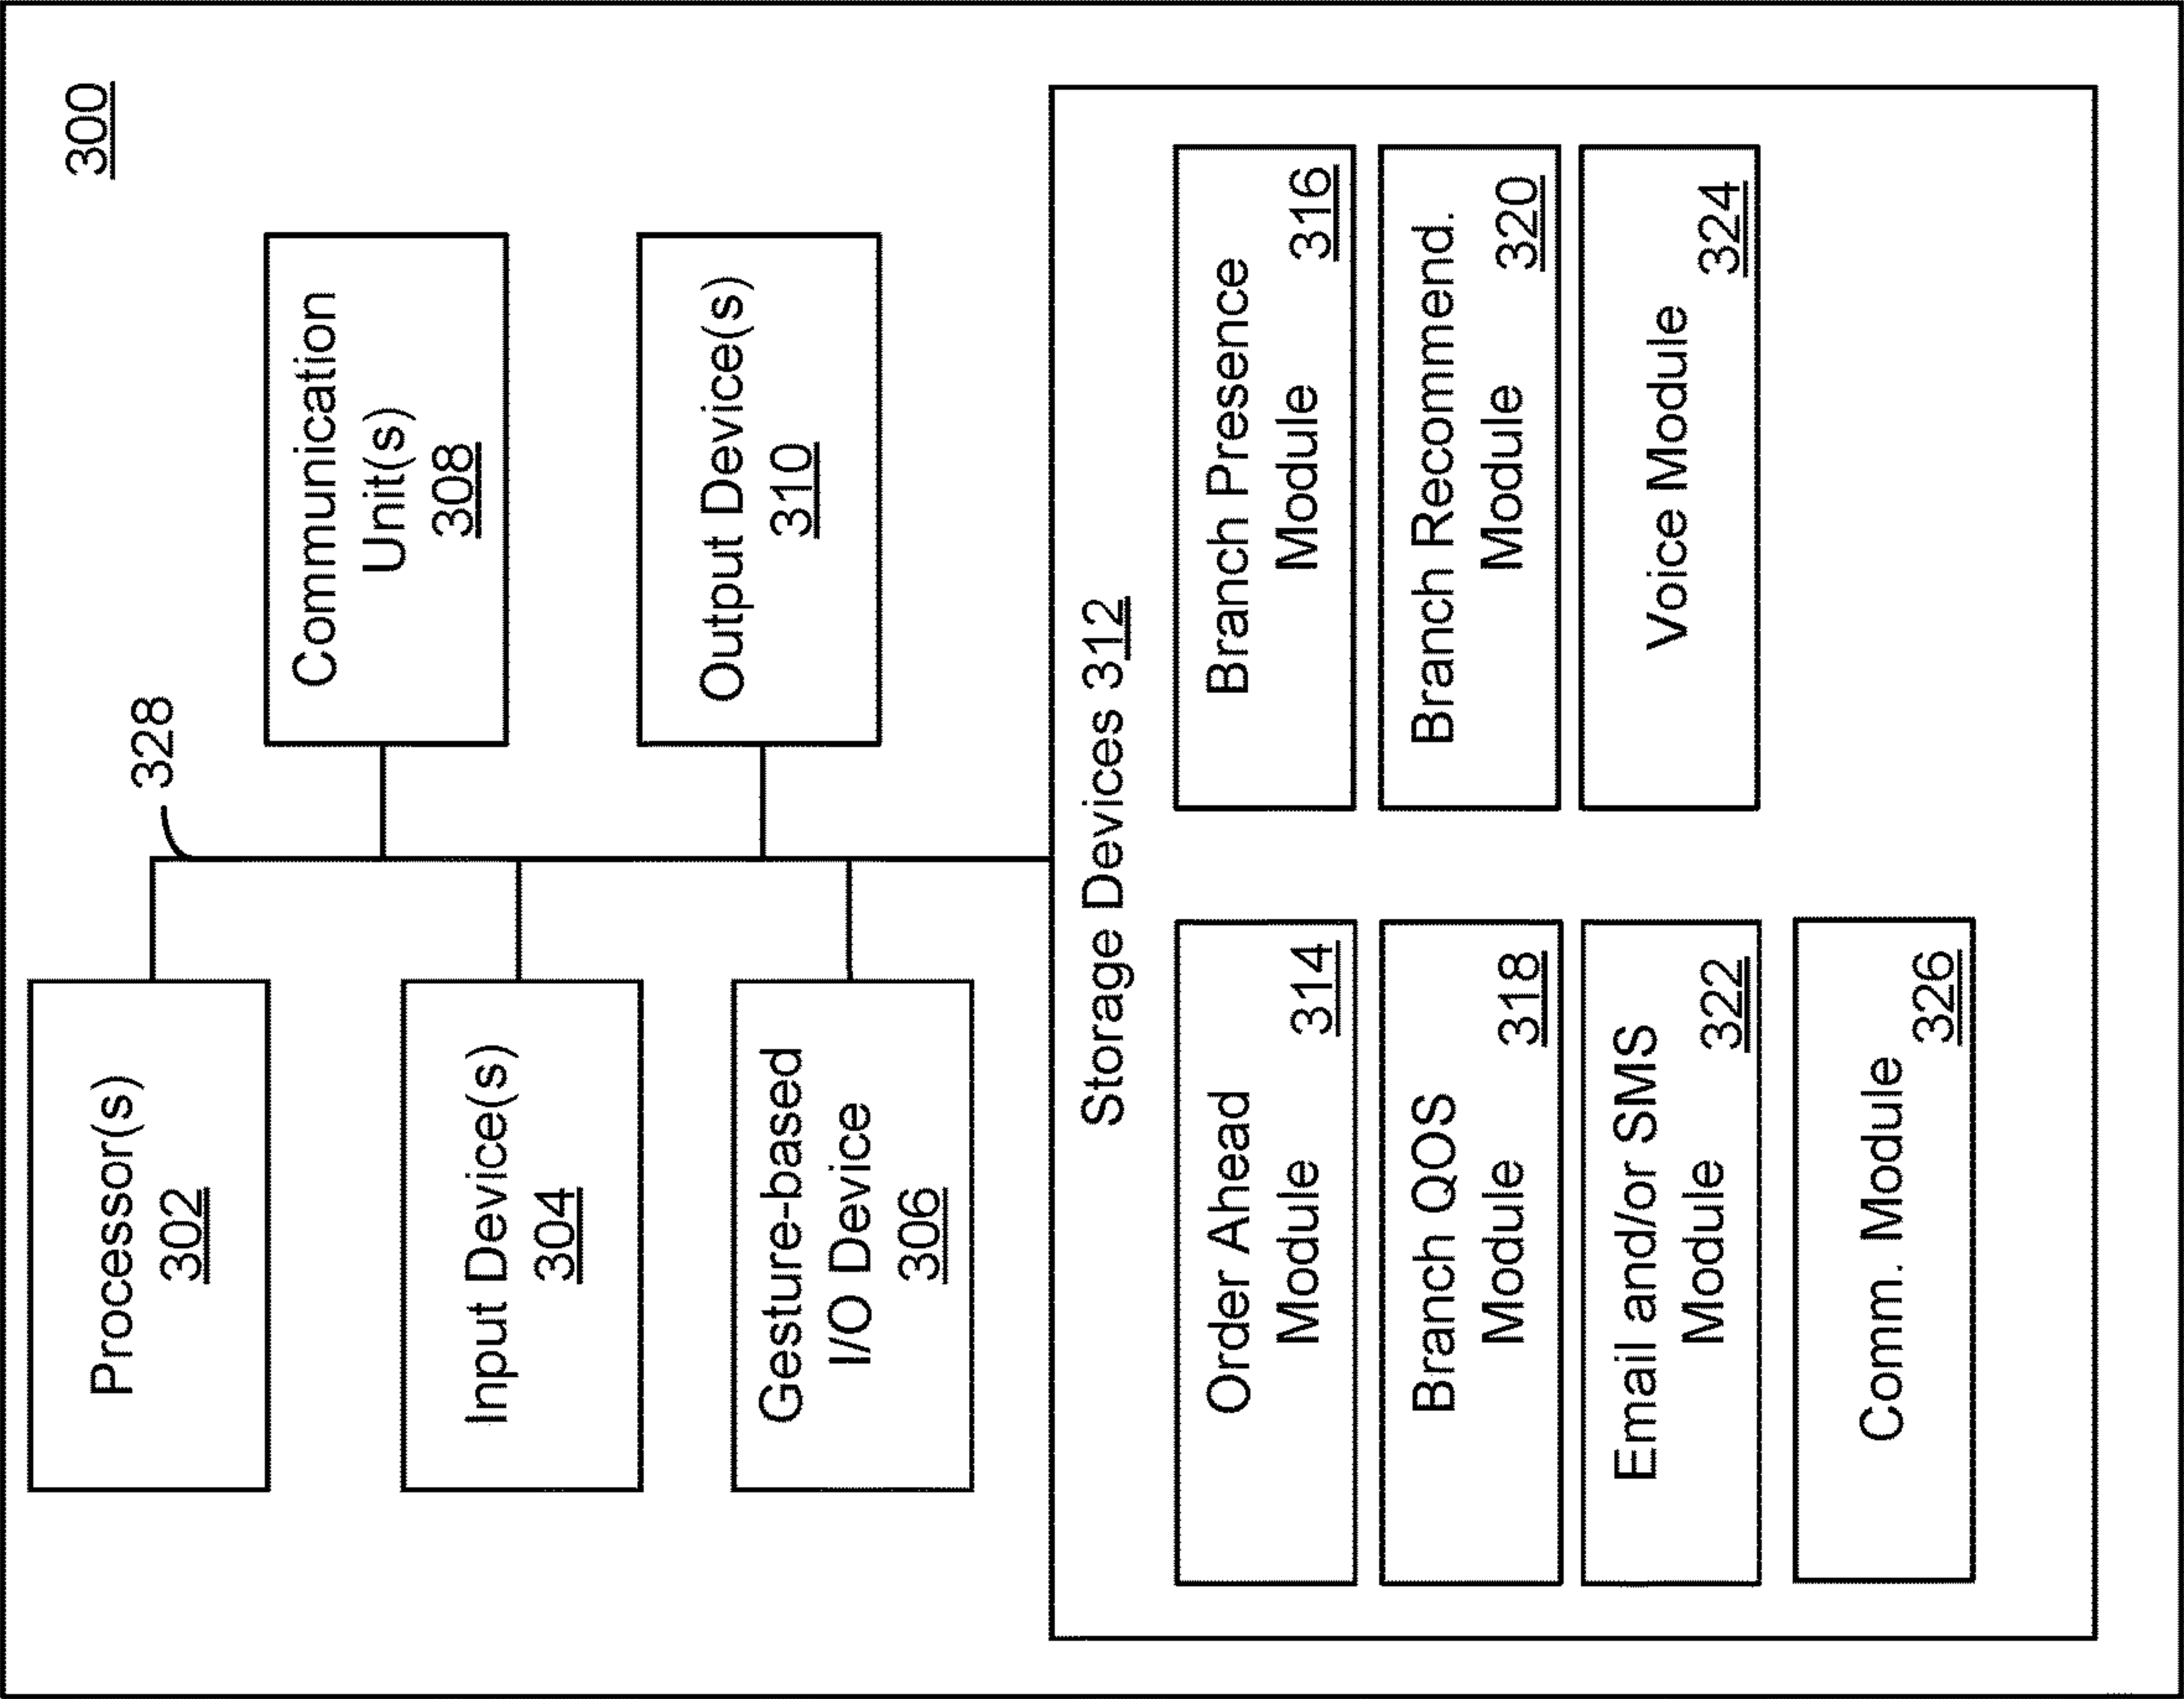 300
328
Processor(s)
302
Communication
Unit(s)
308
Input Device(s)
304
Output Device(s)
310
Gesture-based
I/O Device
306
Storage Devices 312
Order Ahead
Module
314
Branch Presence
Module
316
Branch QOS
Module
318
Branch Recommend.
Module
320
Email and/or SMS
Module
322
Voice Module
324
Comm. Module
326